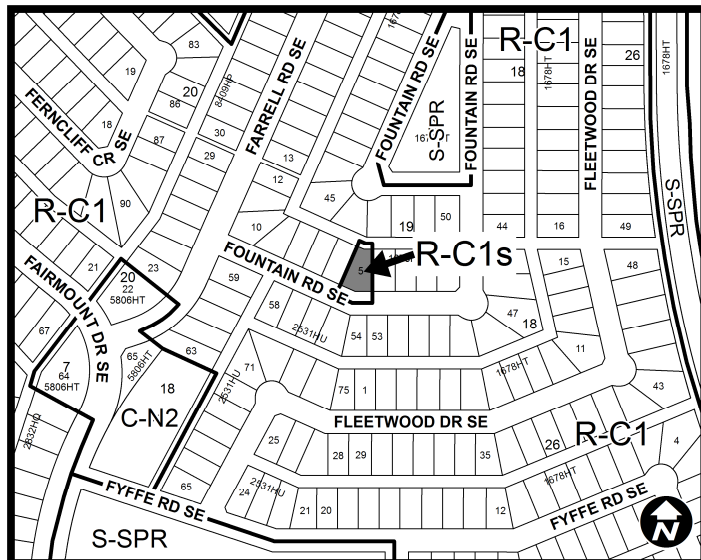 R-C1
1678HT
83
26
19
FARRELL RD SE
FOUNTAIN RD SE
FOUNTAIN RD SE
18
1678HT
FLEETWOOD DR SE
1678HT
20
86
8409HP
S-SPR
FERNCLIFF CR SE
18
87
30
29
13
12
90
45
R-C1
10
19
50
44
16
49
S-SPR
21
20
22
5806HT
23
59
FOUNTAIN RD SE
5
R-C1s
15
48
FAIRMOUNT DR SE
58
2531HU
54
53
47
18
67
7
64
5806HT
65
5806HT
63
71
1678HT
11
18
2531HU
75
1
43
C-N2
FLEETWOOD DR SE
2832HQ
25
28
29
35
26
R-C1
4
65
24
2531HU
21
20
12
1678HT
FYFFE RD SE
FYFFE RD SE
S-SPR
N